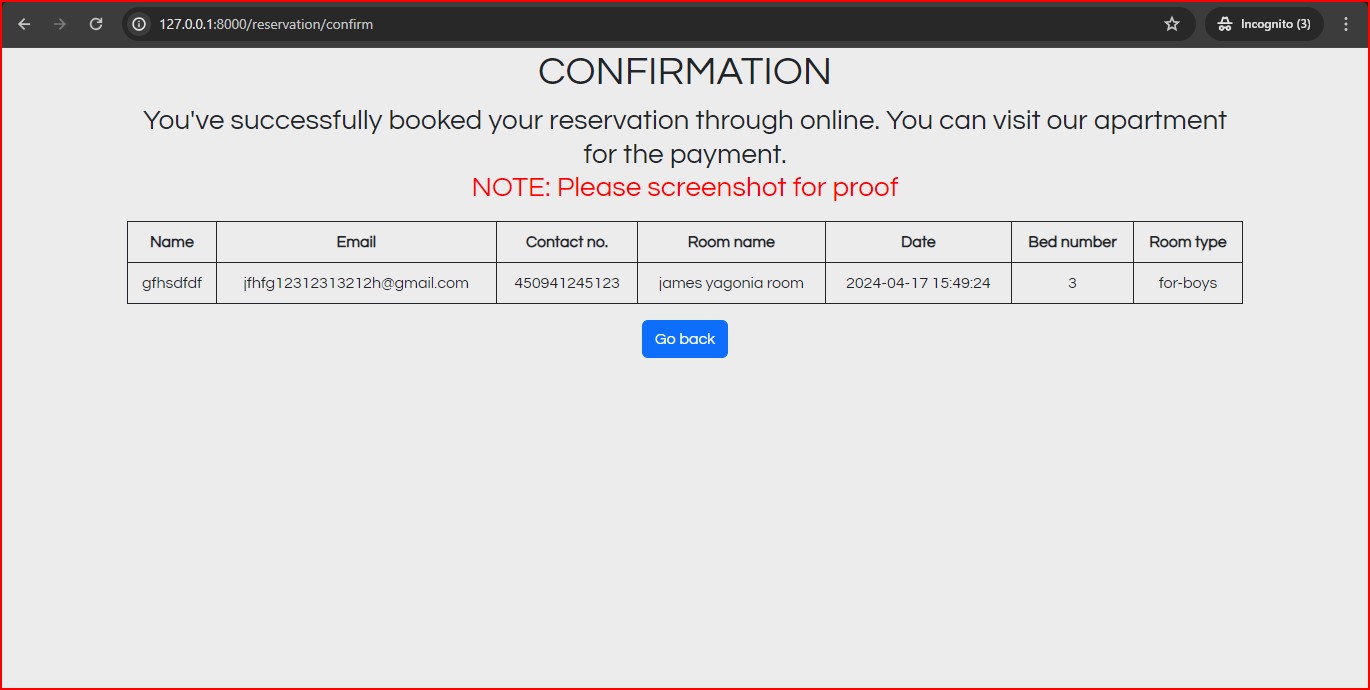 127.0.0.1:8000/reservation/confirm
Incognito (3)
CONFIRMATION
You've successfully booked your reservation through online. You can visit our apartment
for the payment.
NOTE: Please screenshot for proof
Name Email Contact no. Room name Date Bed number Room type
gfhsdfdf jfhfg12312313212h@gmail.com 450941245123 james yagonia room 2024-04-17 15:49:24 3 for-boys
Go back